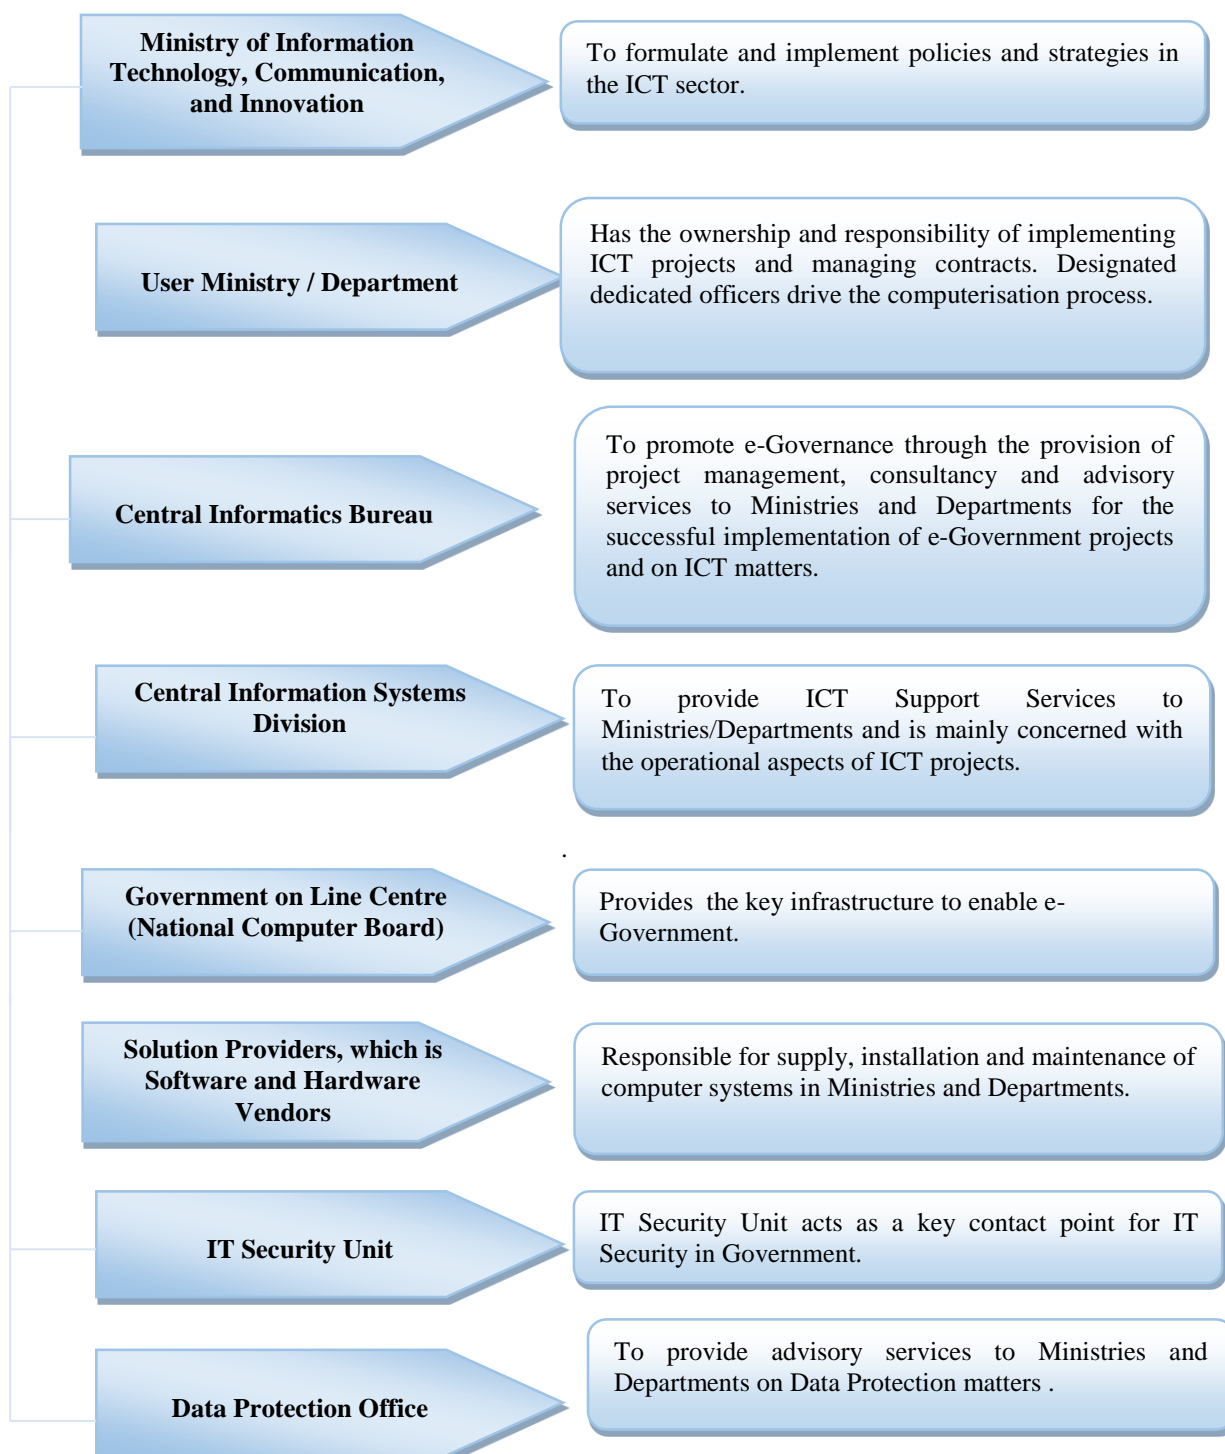 Ministry of Information
Technology, Communication,
and Innovation
To formulate and implement policies and strategies in
the ICT sector.
User Ministry / Department
Has the ownership and responsibility of implementing
ICT projects and managing contracts. Designated
dedicated officers drive the computerisation process.
Central Informatics Bureau
To promote e-Governance through the provision of
project management, consultancy and advisory
services to Ministries and Departments for the
successful implementation of e-Government projects
and on ICT matters.
Central Information Systems
Division
To provide ICT Support Services to
Ministries/Departments and is mainly concerned with
the operational aspects of ICT projects.
.
Government on Line Centre
(National Computer Board)
Provides the key infrastructure to enable e-
Government.
Solution Providers, which is
Software and Hardware
Vendors
Responsible for supply, installation and maintenance of
computer systems in Ministries and Departments.
IT Security Unit
IT Security Unit acts as a key contact point for IT
Security in Government.
Data Protection Office
To provide advisory services to Ministries and
Departments on Data Protection matters .